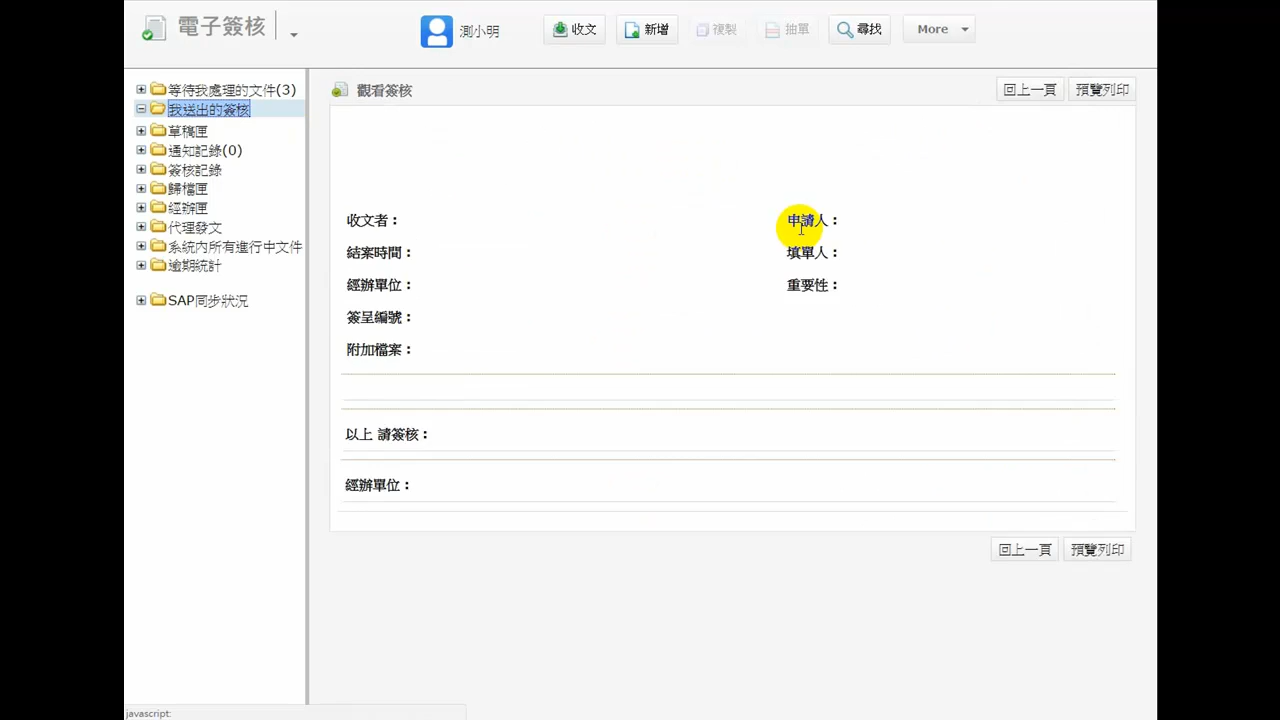 電子簽核
測小明
收文
新增
複製
抽單
尋找
More
等待我處理的文件(3)
我送出的簽核
草稿匣
通知記錄(0)
簽核記錄
歸檔匣
經辦匣
代理發文
系統內所有進行中文件
逾期統計
SAP同步狀況
觀看簽核
回上一頁
預覽列印
收文者：
申請人：
結案時間：
填單人：
經辦單位：
重要性：
簽呈編號：
附加檔案：
以上 請簽核：
經辦單位：
回上一頁
預覽列印
javascript: